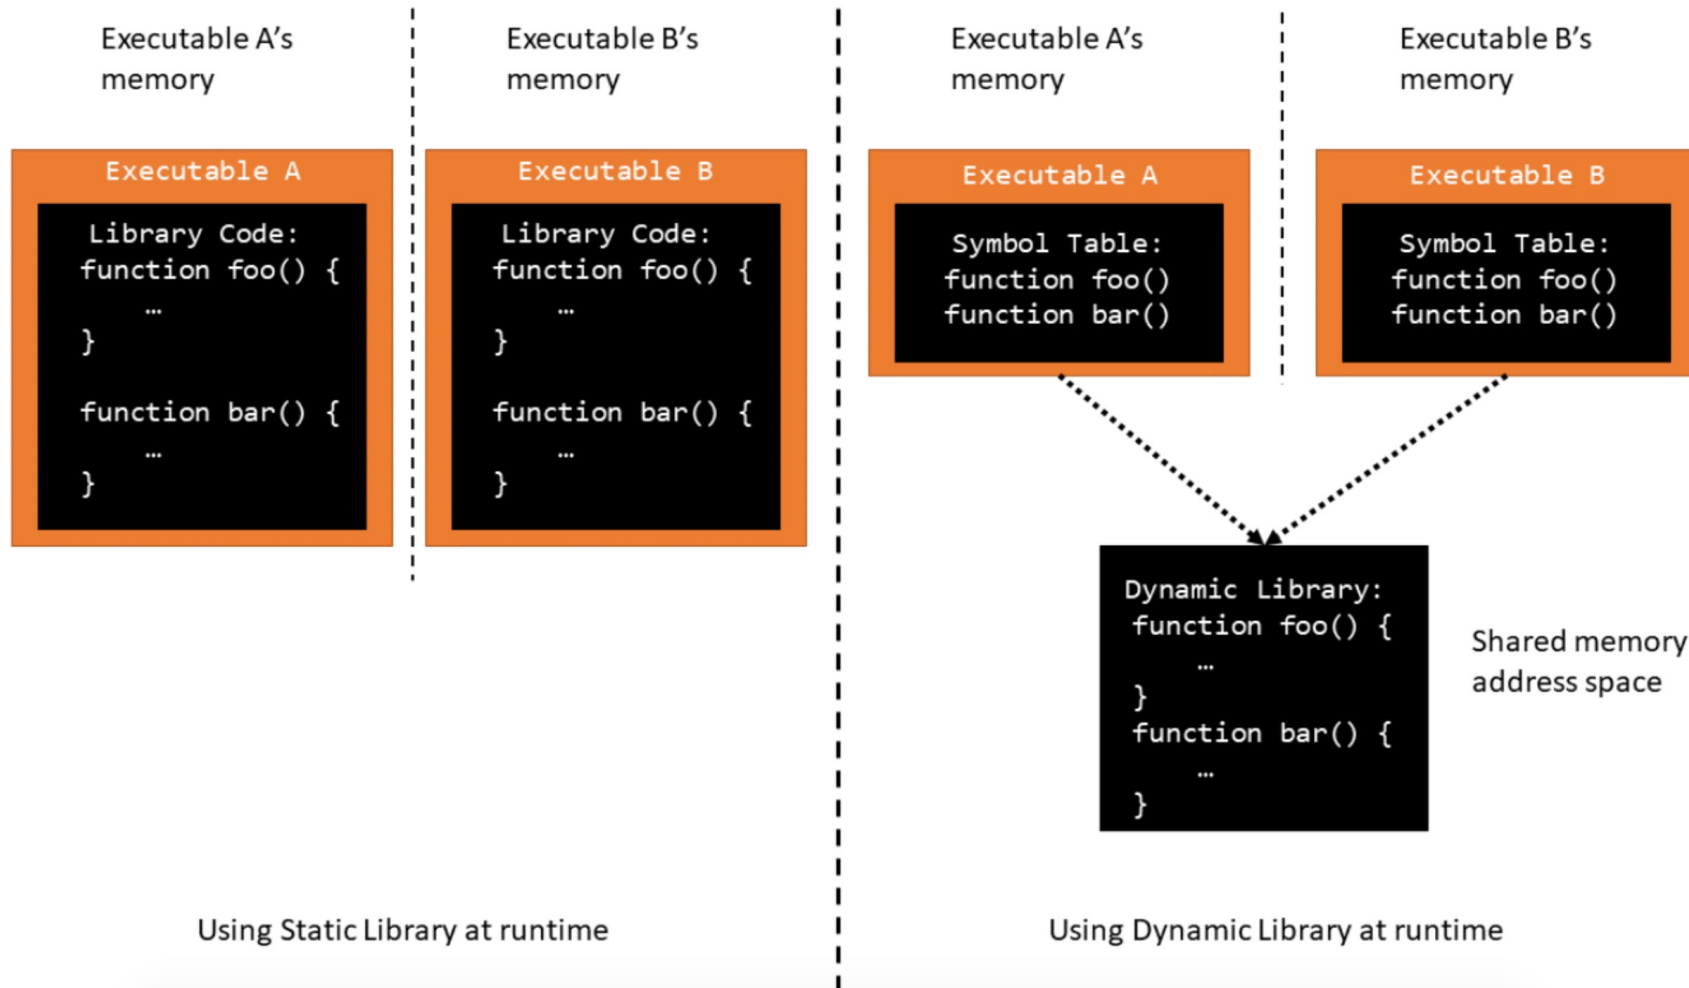 Executable A's
memory
Executable B's
memory
Executable A
Library Code:
function foo() {
…
}
function bar() {
…
}
Executable B
Library Code:
function foo() {
…
}
function bar() {
…
}
Using Static Library at runtime
Executable A's
memory
Executable B's
memory
Executable A
Symbol Table:
function foo()
function bar()
Executable B
Symbol Table:
function foo()
function bar()
Dynamic Library:
function foo() {
…
}
function bar() {
…
}
Shared memory
address space
Using Dynamic Library at runtime